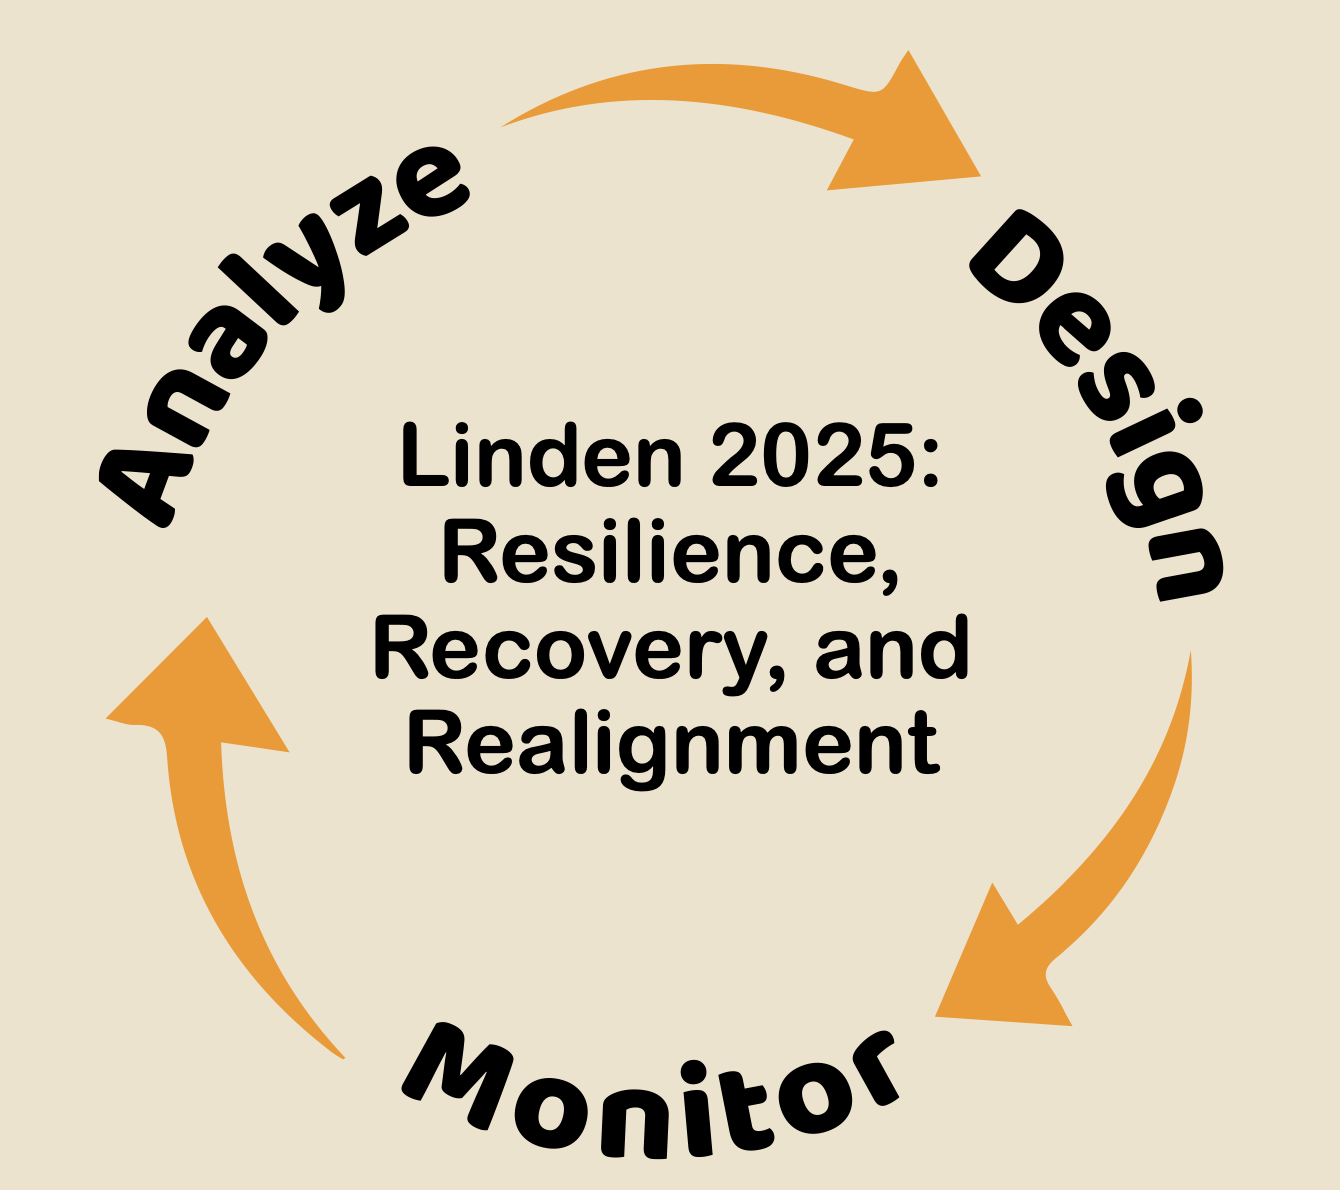 Analyze
Design
Linden 2025:
Resilience,
Recovery, and
Realignment
Monitor